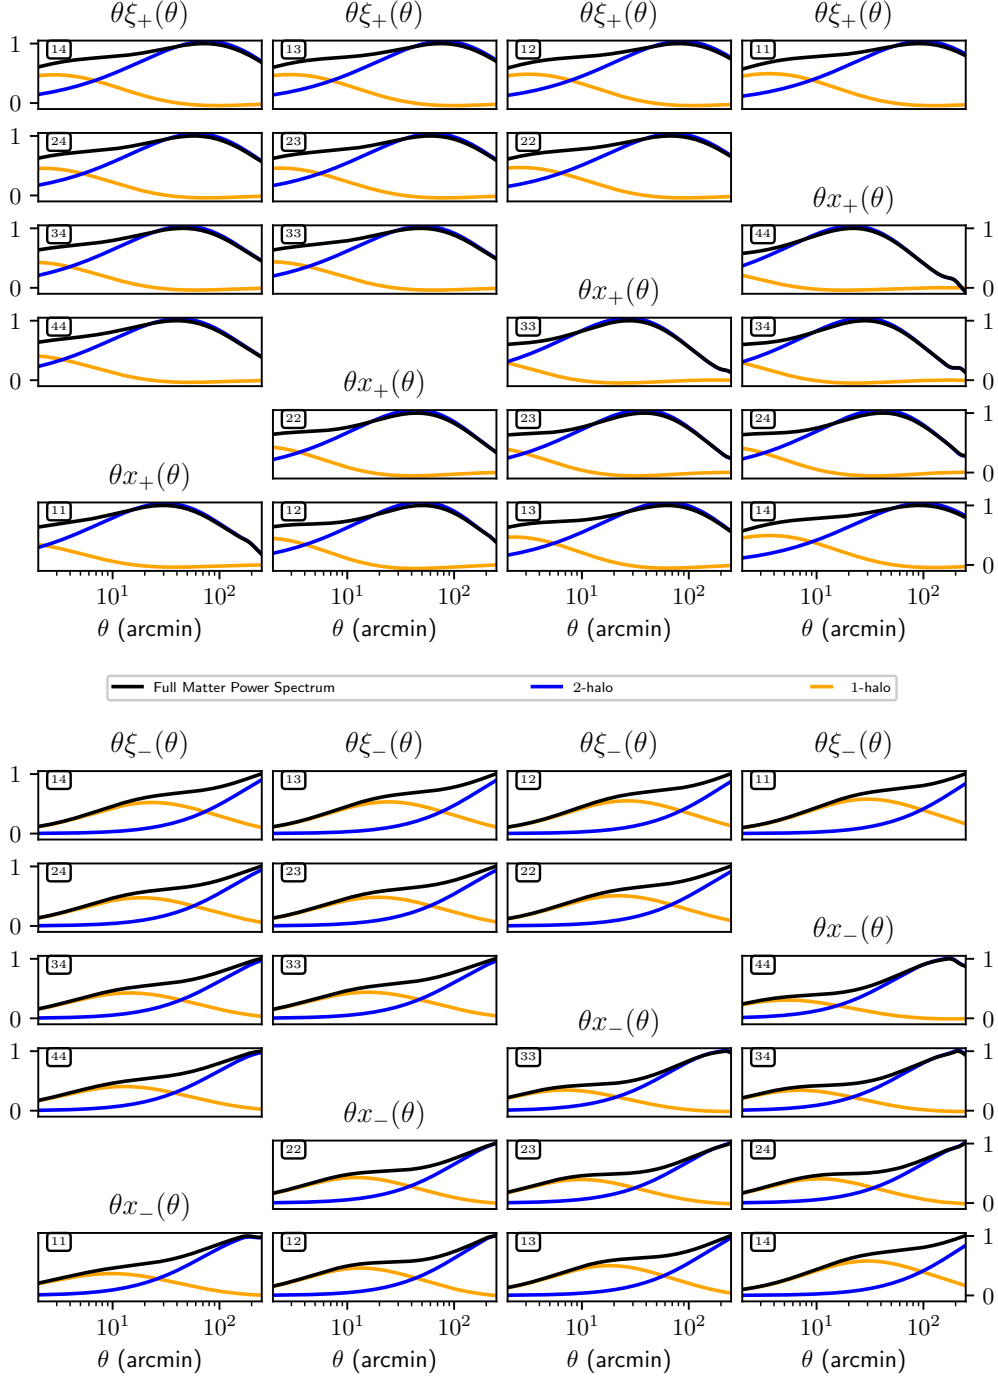 θξ₊(θ) θξ₊(θ) θξ₊(θ) θξ₊(θ)
1 14 13 12 11
0
1 24 23 22
0
θx₊(θ)
1 34 33 44 1
0 0
θx₊(θ)
1 44 33 34 1
0 0
θx₊(θ)
22 23 24 1
0
θx₊(θ)
11 12 13 14 1
0
10¹ 10² 10¹ 10² 10¹ 10² 10¹ 10²
θ (arcmin) θ (arcmin) θ (arcmin) θ (arcmin)
Full Matter Power Spectrum 2-halo 1-halo
θξ₋(θ) θξ₋(θ) θξ₋(θ) θξ₋(θ)
1 14 13 12 11
0
1 24 23 22
0
θx₋(θ)
1 34 33 44 1
0 0
θx₋(θ)
1 44 33 34 1
0 0
θx₋(θ)
22 23 24 1
0
θx₋(θ)
11 12 13 14 1
0
10¹ 10² 10¹ 10² 10¹ 10² 10¹ 10²
θ (arcmin) θ (arcmin) θ (arcmin) θ (arcmin)